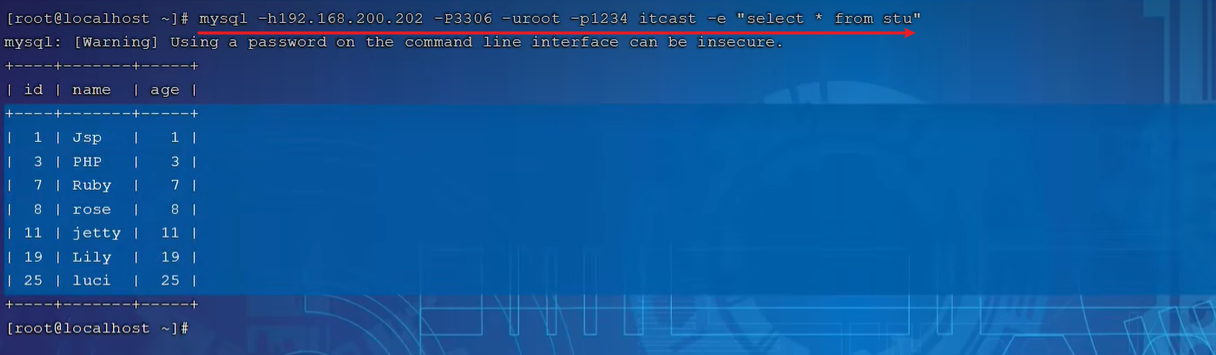 [root@localhost ~]# mysql -h192.168.200.202 -P3306 -uroot -p1234 itcast -e "select * from stu"
mysql: [Warning] Using a password on the command line interface can be insecure.
+----+-------+-----+
| id | name  | age |
+----+-------+-----+
|  1 | Jsp   |   1 |
|  3 | PHP   |   3 |
|  7 | Ruby  |   7 |
|  8 | rose  |   8 |
| 11 | jetty |  11 |
| 19 | Lily  |  19 |
| 25 | luci  |  25 |
+----+-------+-----+
[root@localhost ~]#